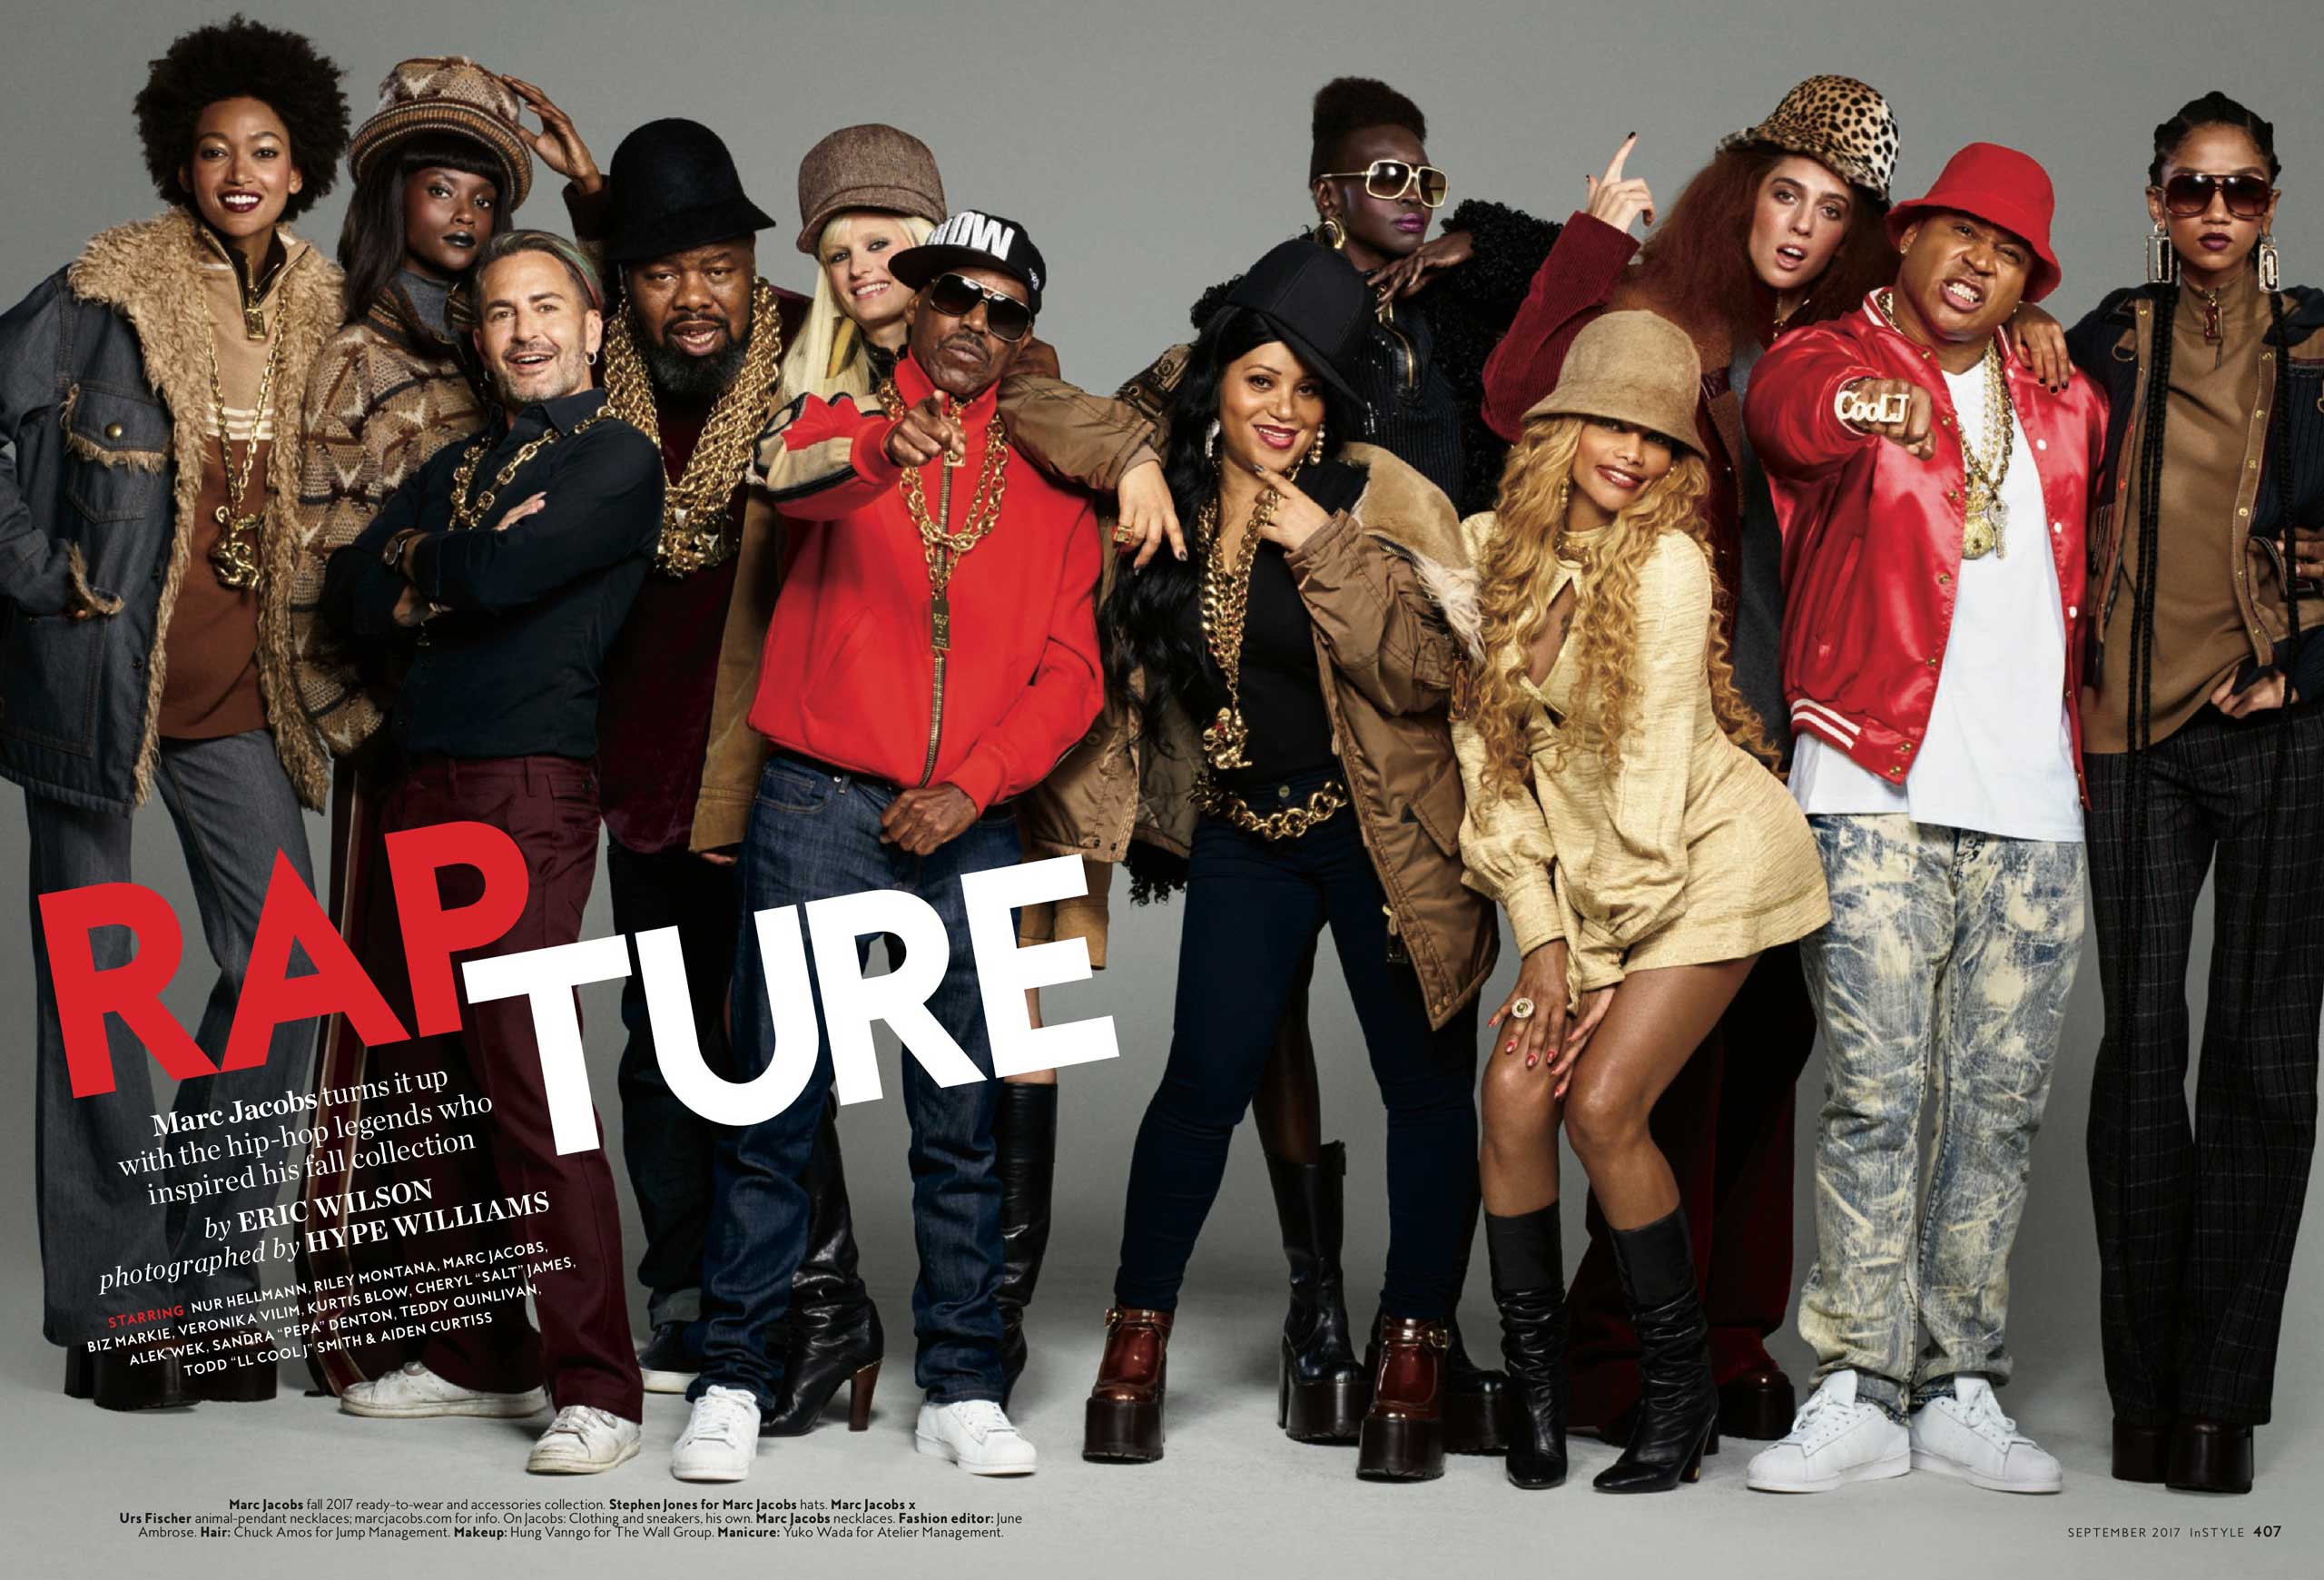 OW
CooLJ
RAP
TURE
Marc Jacobs turns it up
with the hip-hop legends who
inspired his fall collection
by ERIC WILSON
photographed by HYPE WILLIAMS
STARRING NUR HELLMANN, RILEY MONTANA, MARC JACOBS,
BIZ MARKIE, VERONIKA VILIM, KURTIS BLOW, CHERYL “SALT” JAMES,
ALEK WEK, SANDRA “PEPA” DENTON, TEDDY QUINLIVAN,
TODD “LL COOL J” SMITH & AIDEN CURTISS
Marc Jacobs fall 2017 ready-to-wear and accessories collection. Stephen Jones for Marc Jacobs hats. Marc Jacobs x
Urs Fischer animal-pendant necklaces; marcjacobs.com for info. On Jacobs: Clothing and sneakers, his own. Marc Jacobs necklaces. Fashion editor: June
Ambrose. Hair: Chuck Amos for Jump Management. Makeup: Hung Vanngo for The Wall Group. Manicure: Yuko Wada for Atelier Management.
SEPTEMBER 2017 InSTYLE 407